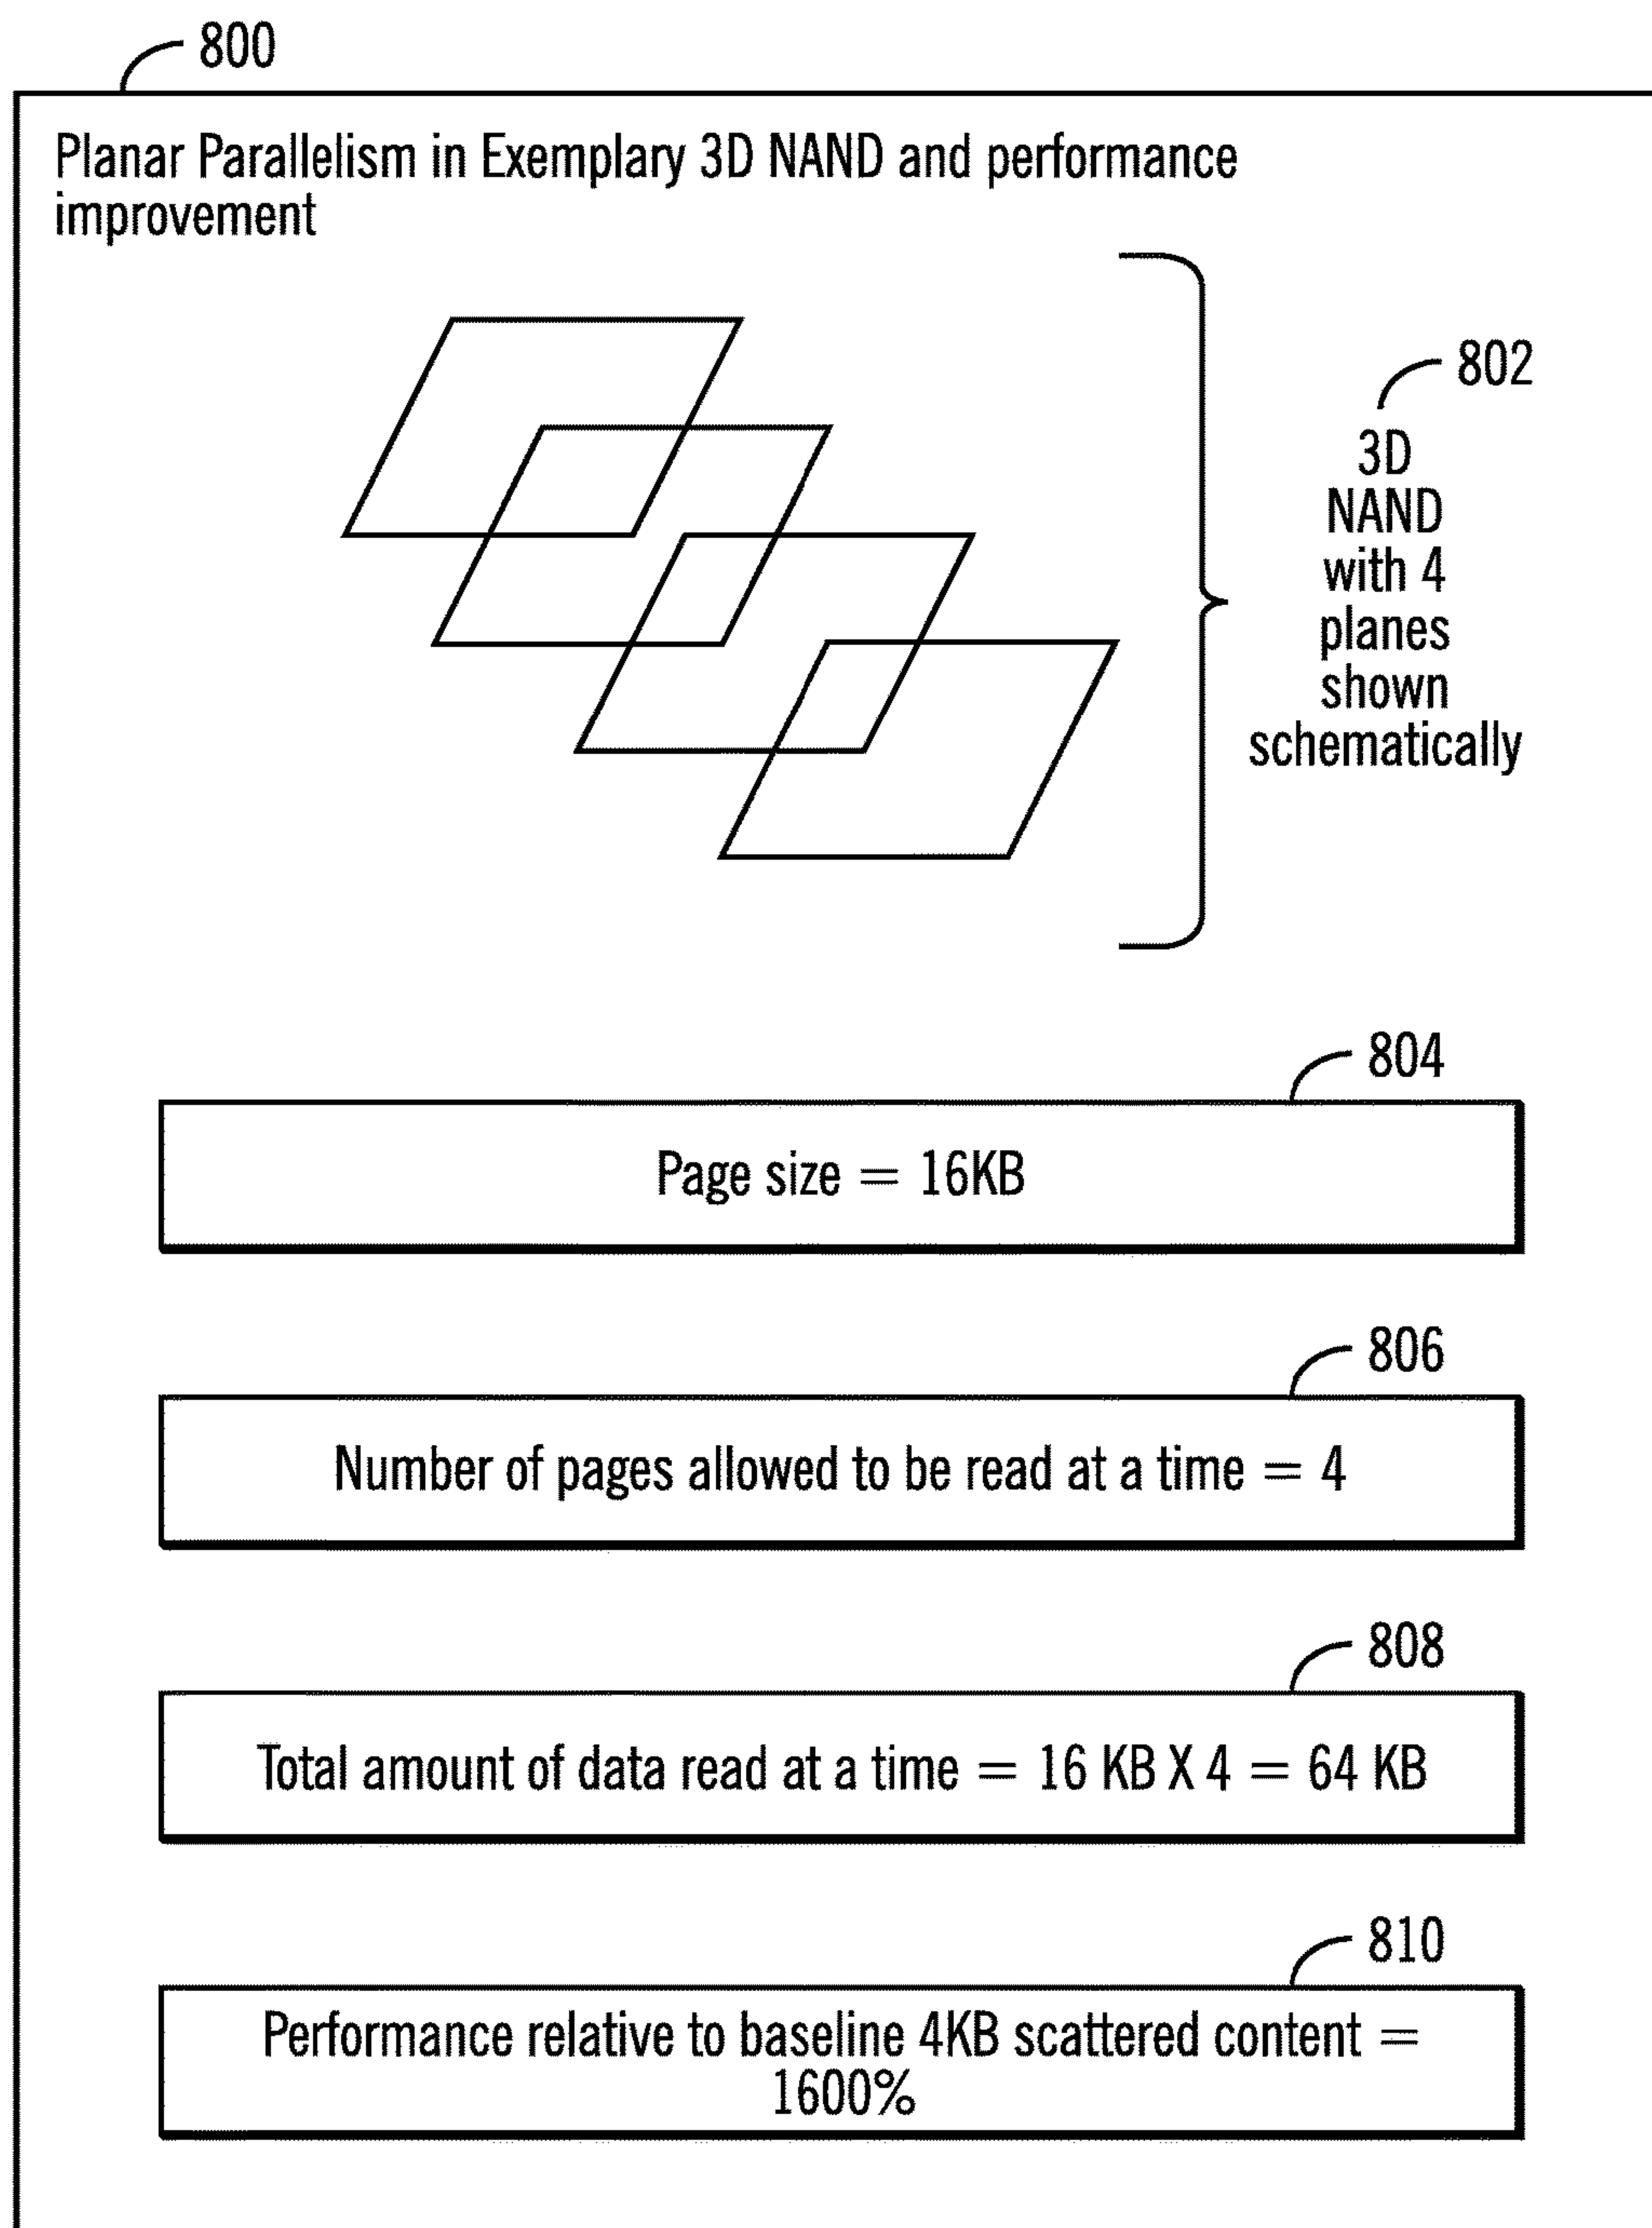 800
Planar Parallelism in Exemplary 3D NAND and performance
improvement
802
3D
NAND
with 4
planes
shown
schematically
804
Page size = 16KB
806
Number of pages allowed to be read at a time = 4
808
Total amount of data read at a time = 16 KB X 4 = 64 KB
810
Performance relative to baseline 4KB scattered content =
1600%